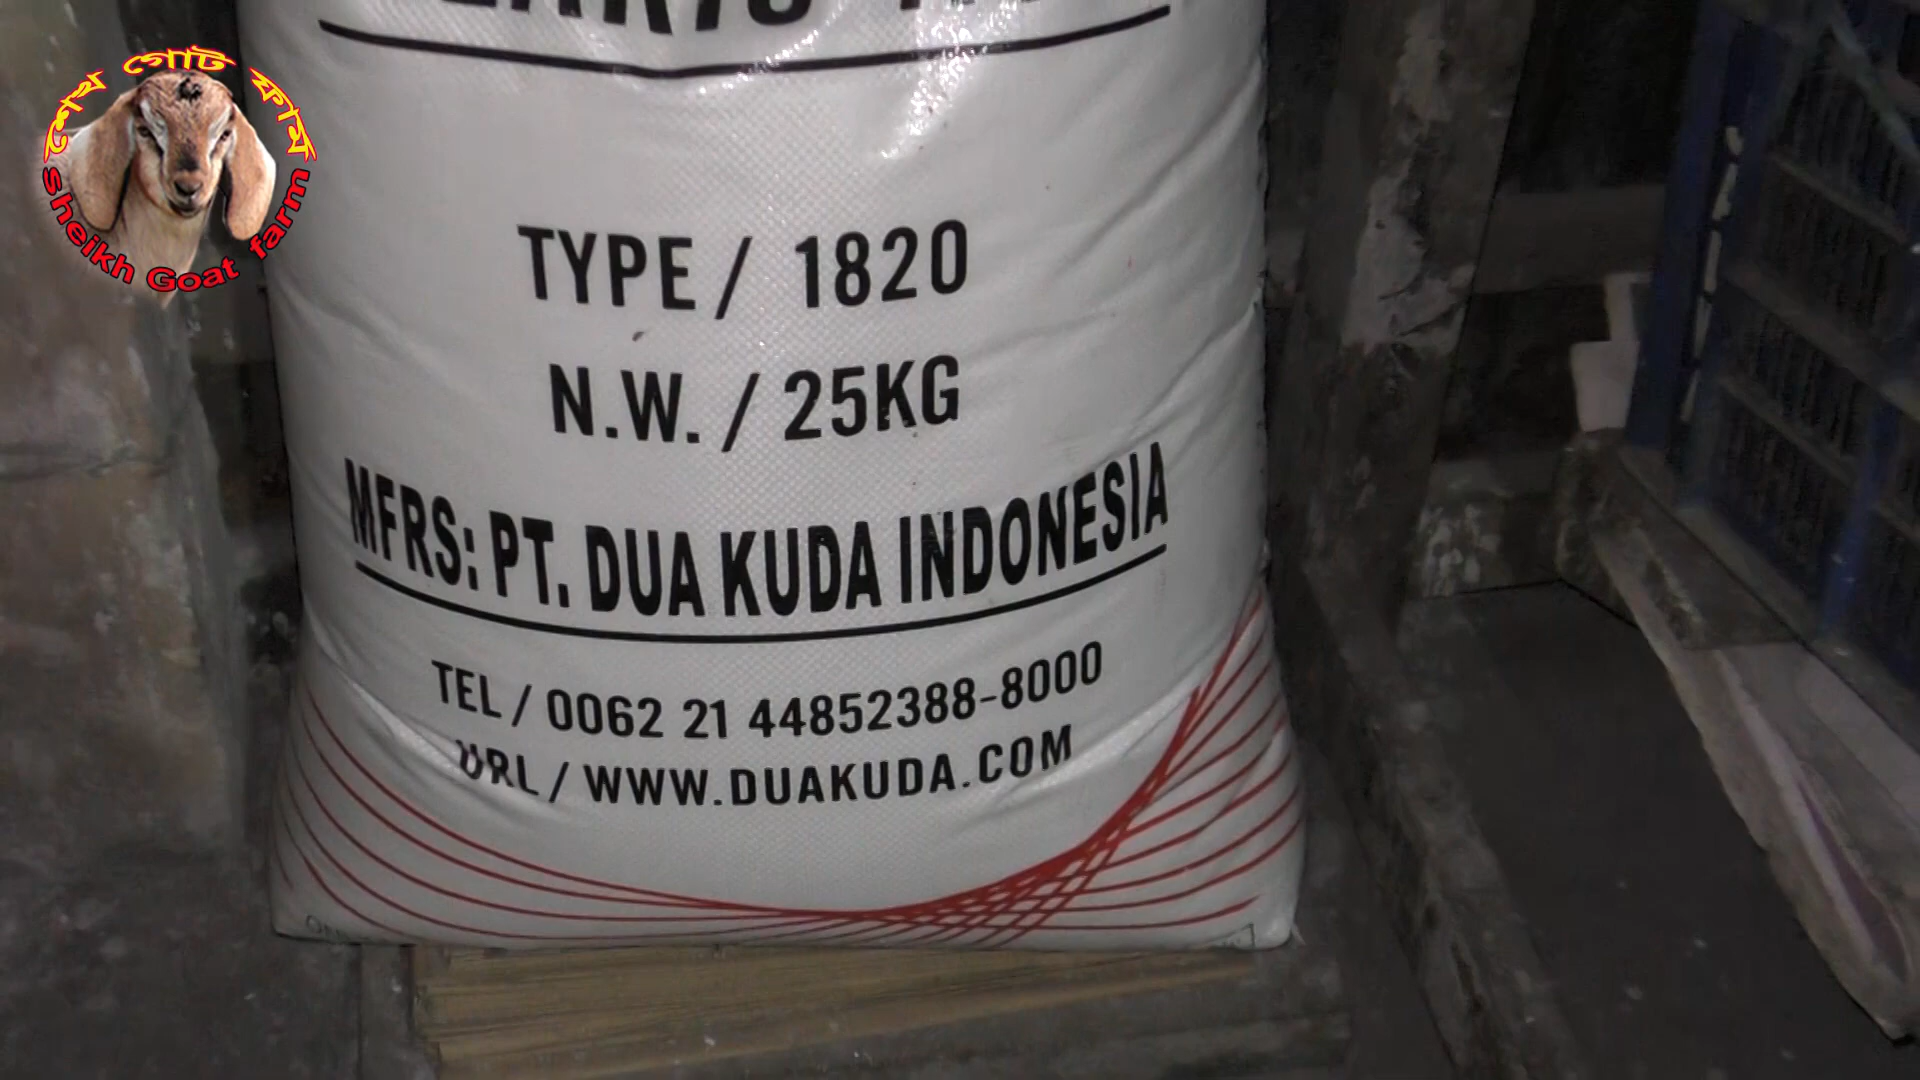 শেখ গোট ফার্ম
Sheikh Goat farm
TYPE / 1820
N.W. / 25KG
MFRS: PT. DUA KUDA INDONESIA
TEL / 0062 21 44852388-8000
URL / WWW.DUAKUDA.COM